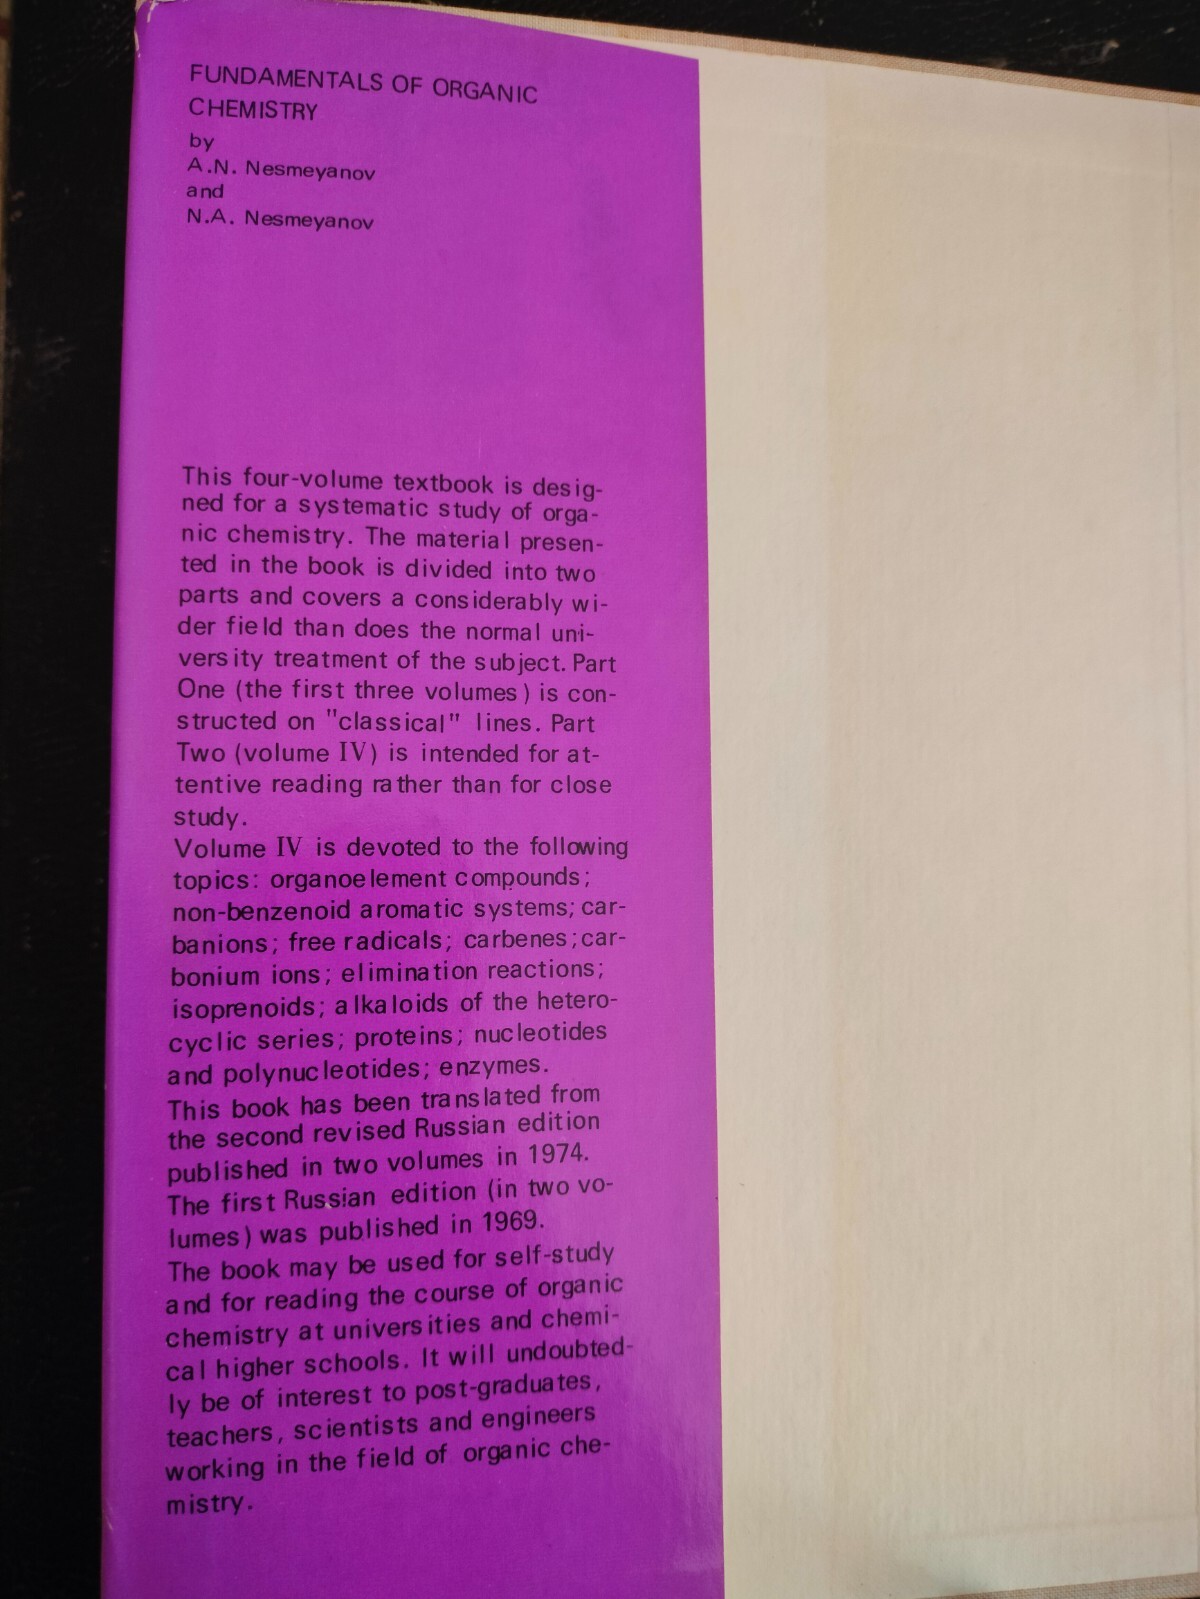 FUNDAMENTALS OF ORGANIC
CHEMISTRY
by
A.N. Nesmeyanov
and
N.A. Nesmeyanov
This four-volume textbook is desig-
ned for a systematic study of orga-
nic chemistry. The material presen-
ted in the book is divided into two
parts and covers a considerably wi-
der field than does the normal uni-
versity treatment of the subject. Part
One (the first three volumes) is con-
structed on "classical" lines. Part
Two (volume IV) is intended for at-
tentive reading rather than for close
study.
Volume IV is devoted to the following
topics: organoelement compounds;
non-benzenoid aromatic systems; car-
banions; free radicals; carbenes; car-
bonium ions; elimination reactions;
isoprenoids; alkaloids of the hetero-
cyclic series; proteins; nucleotides
and polynucleotides; enzymes.
This book has been translated from
the second revised Russian edition
published in two volumes in 1974.
The first Russian edition (in two vo-
lumes) was published in 1969.
The book may be used for self-study
and for reading the course of organic
chemistry at universities and chemi-
cal higher schools. It will undoubted-
ly be of interest to post-graduates,
teachers, scientists and engineers
working in the field of organic che-
mistry.